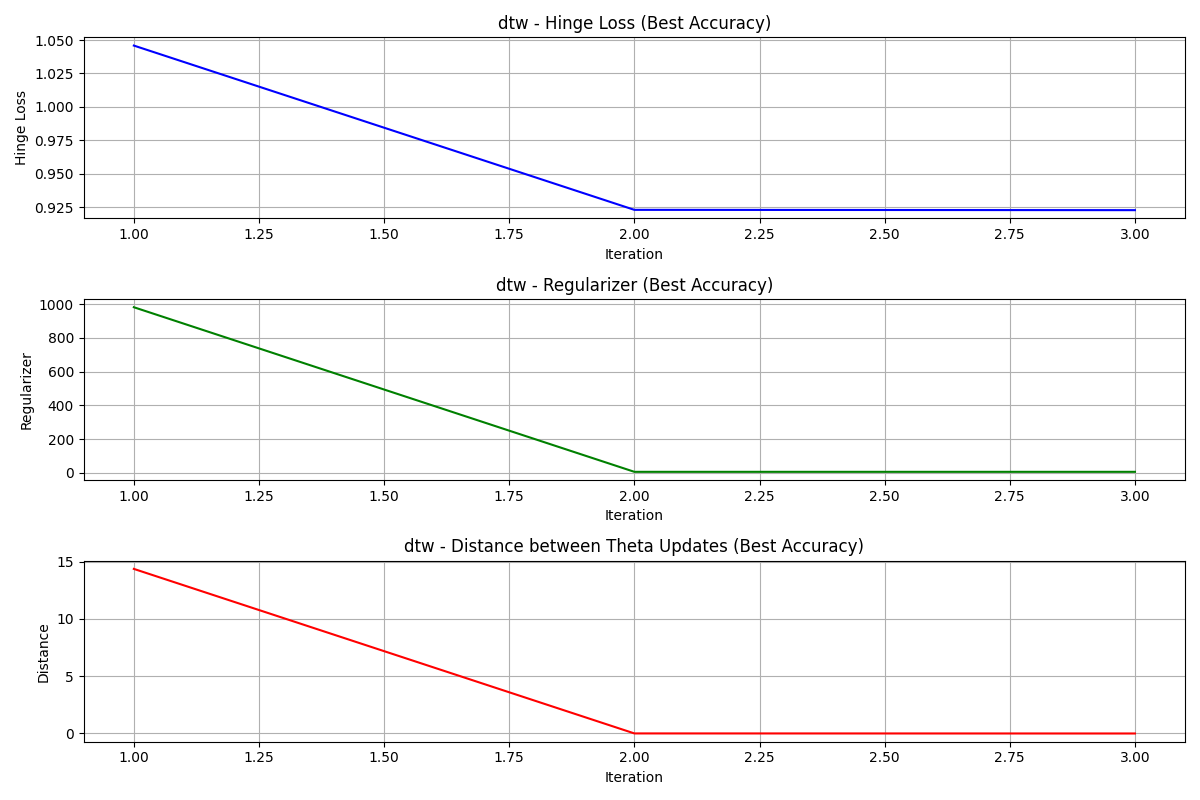 dtw - Hinge Loss (Best Accuracy)
1.050
1.025
1.000
0.975
0.950
0.925
Hinge Loss
1.00 1.25 1.50 1.75 2.00 2.25 2.50 2.75 3.00
Iteration
dtw - Regularizer (Best Accuracy)
1000
800
600
400
200
0
Regularizer
1.00 1.25 1.50 1.75 2.00 2.25 2.50 2.75 3.00
Iteration
dtw - Distance between Theta Updates (Best Accuracy)
15
10
5
0
Distance
1.00 1.25 1.50 1.75 2.00 2.25 2.50 2.75 3.00
Iteration